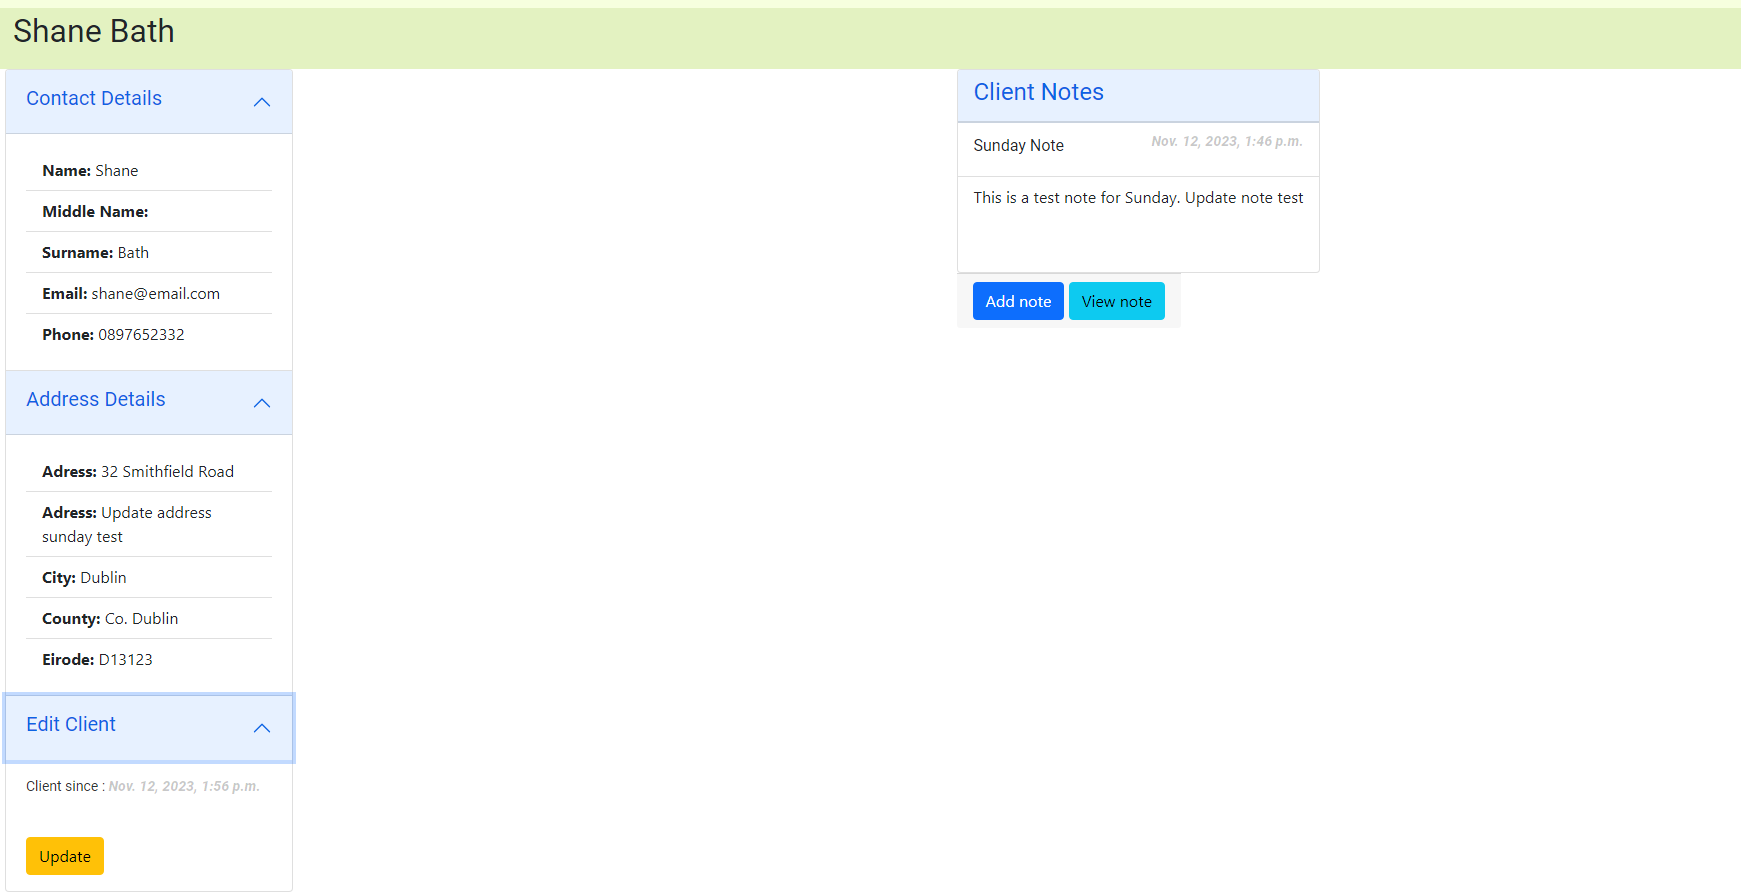 Shane Bath
Contact Details
Name: Shane
Middle Name:
Surname: Bath
Email: shane@email.com
Phone: 0897652332
Address Details
Adress: 32 Smithfield Road
Adress: Update address
sunday test
City: Dublin
County: Co. Dublin
Eirode: D13123
Edit Client
Client since : Nov. 12, 2023, 1:56 p.m.
Update
Client Notes
Sunday Note Nov. 12, 2023, 1:46 p.m.
This is a test note for Sunday. Update note test
Add note View note